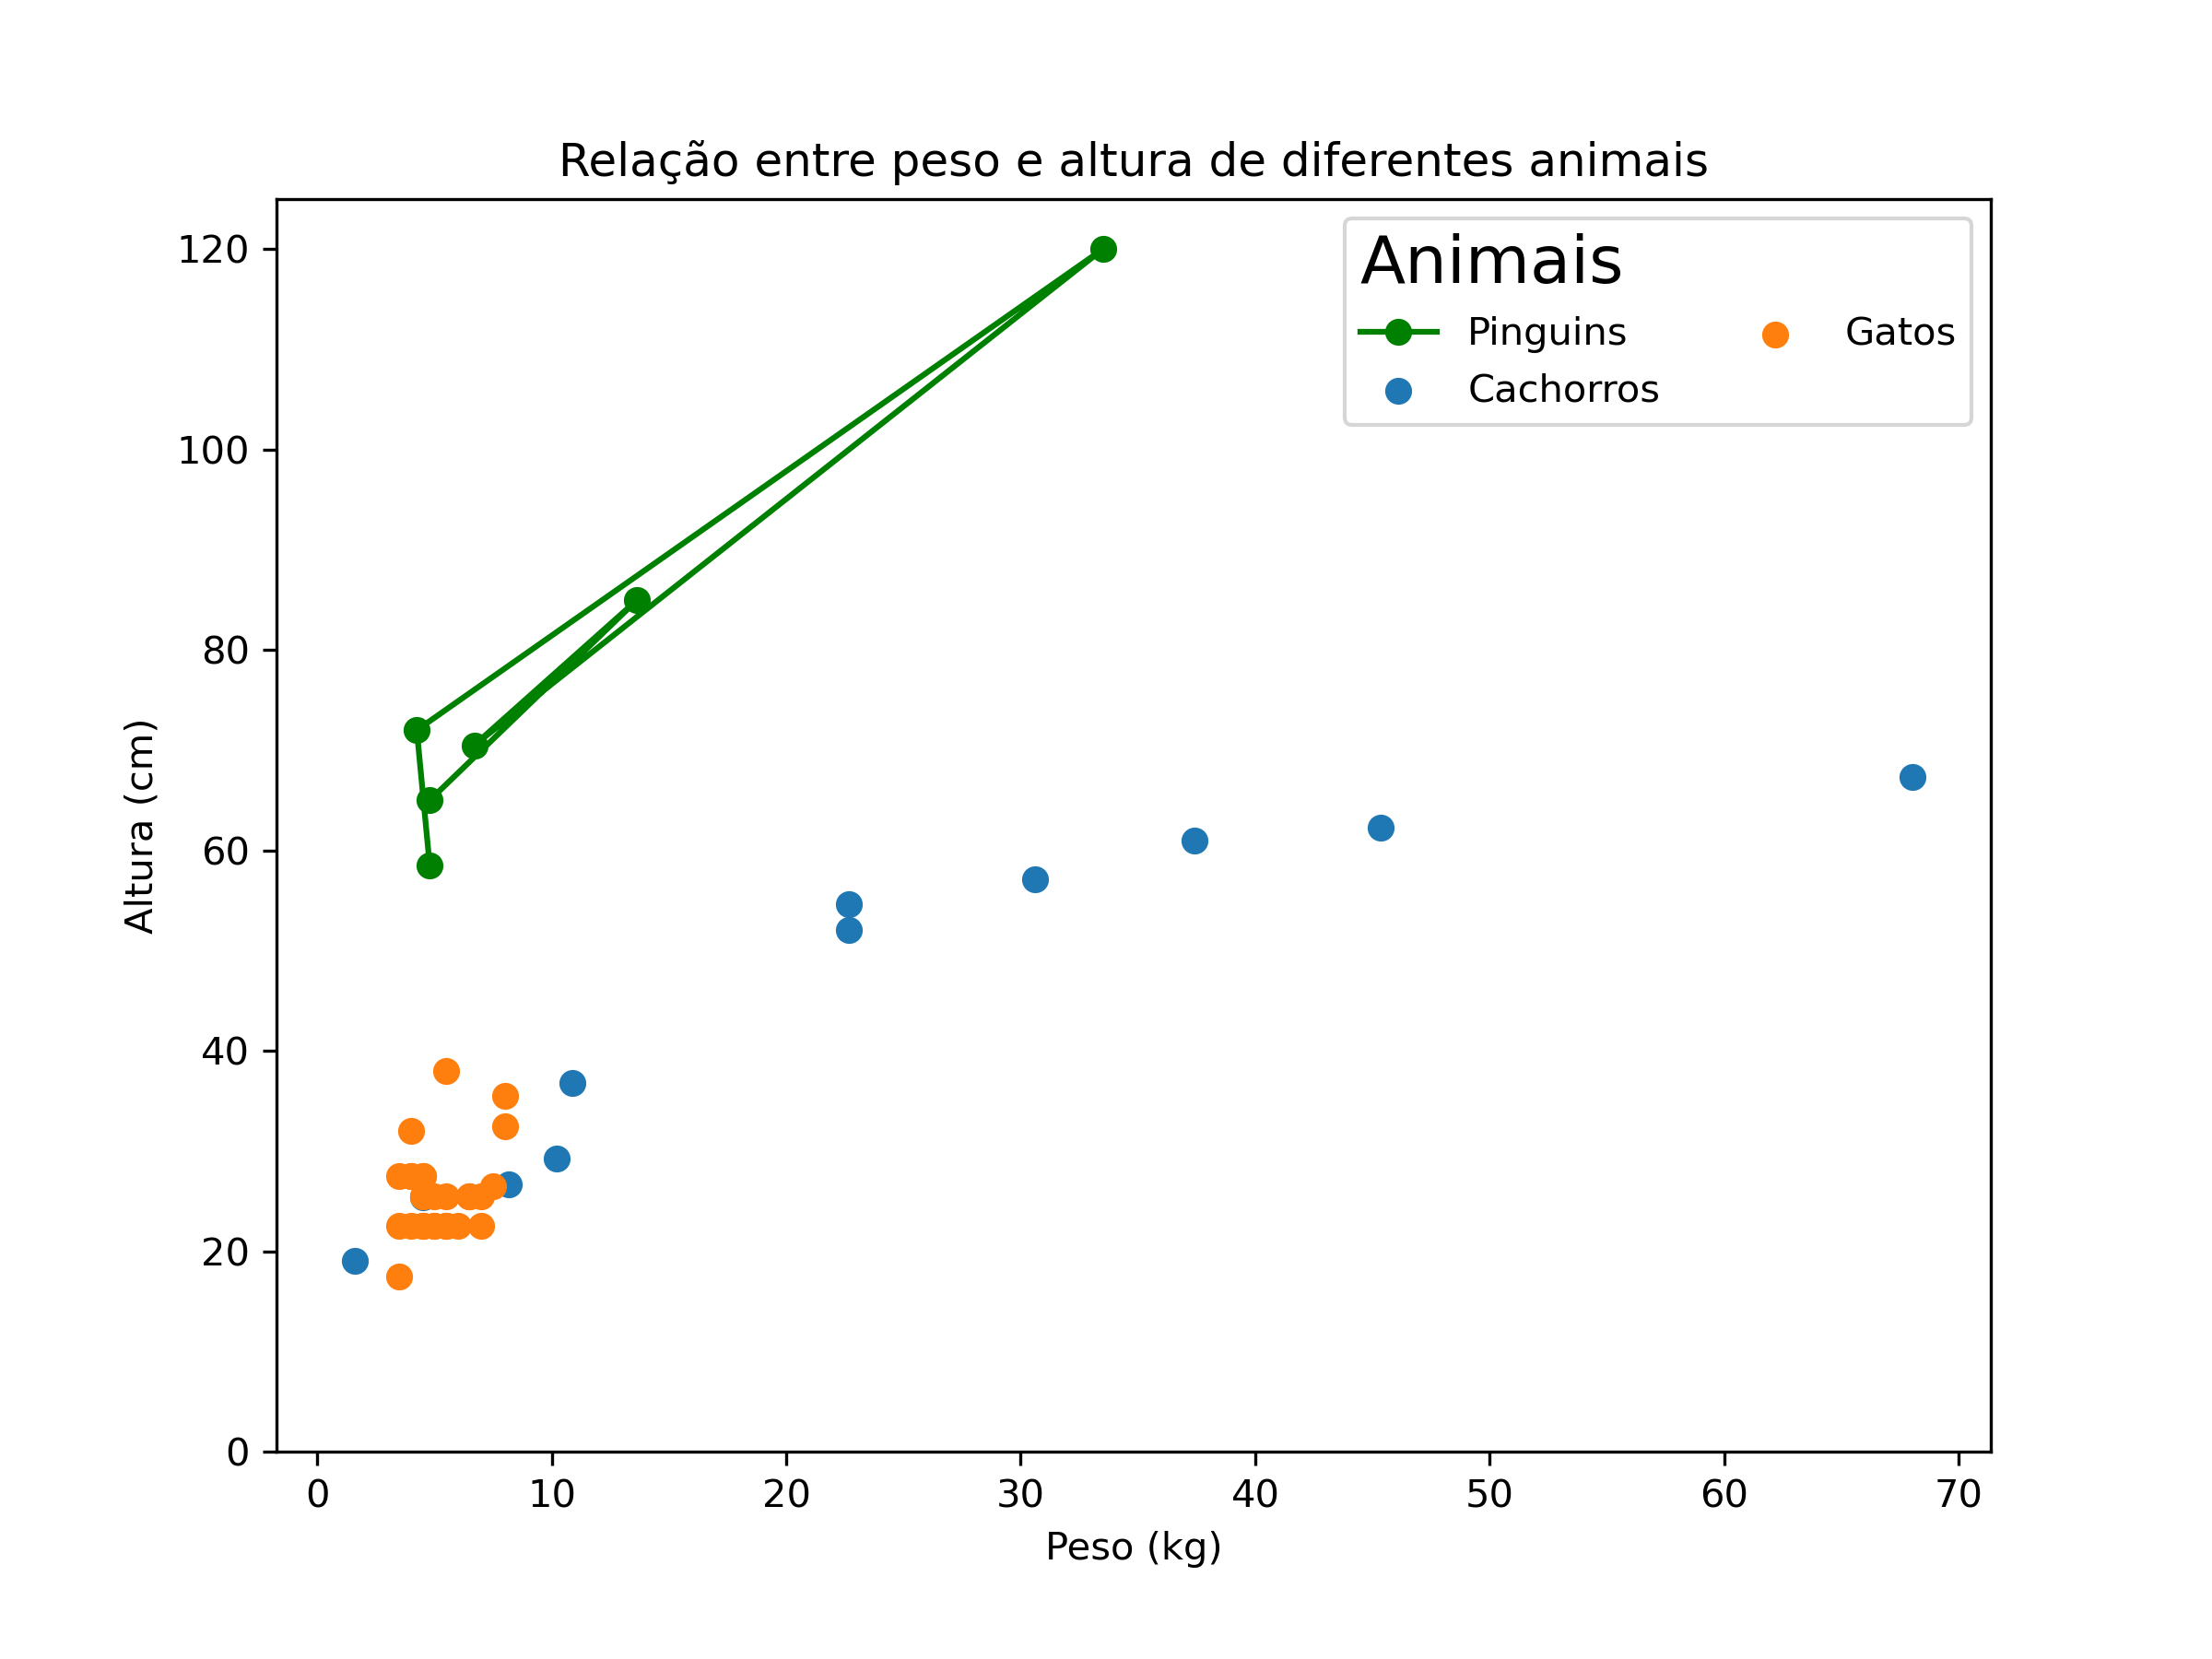 Relação entre peso e altura de diferentes animais
Animais
Pinguins
Cachorros
Gatos
120
100
80
60
40
20
0
Altura (cm)
0 10 20 30 40 50 60 70
Peso (kg)